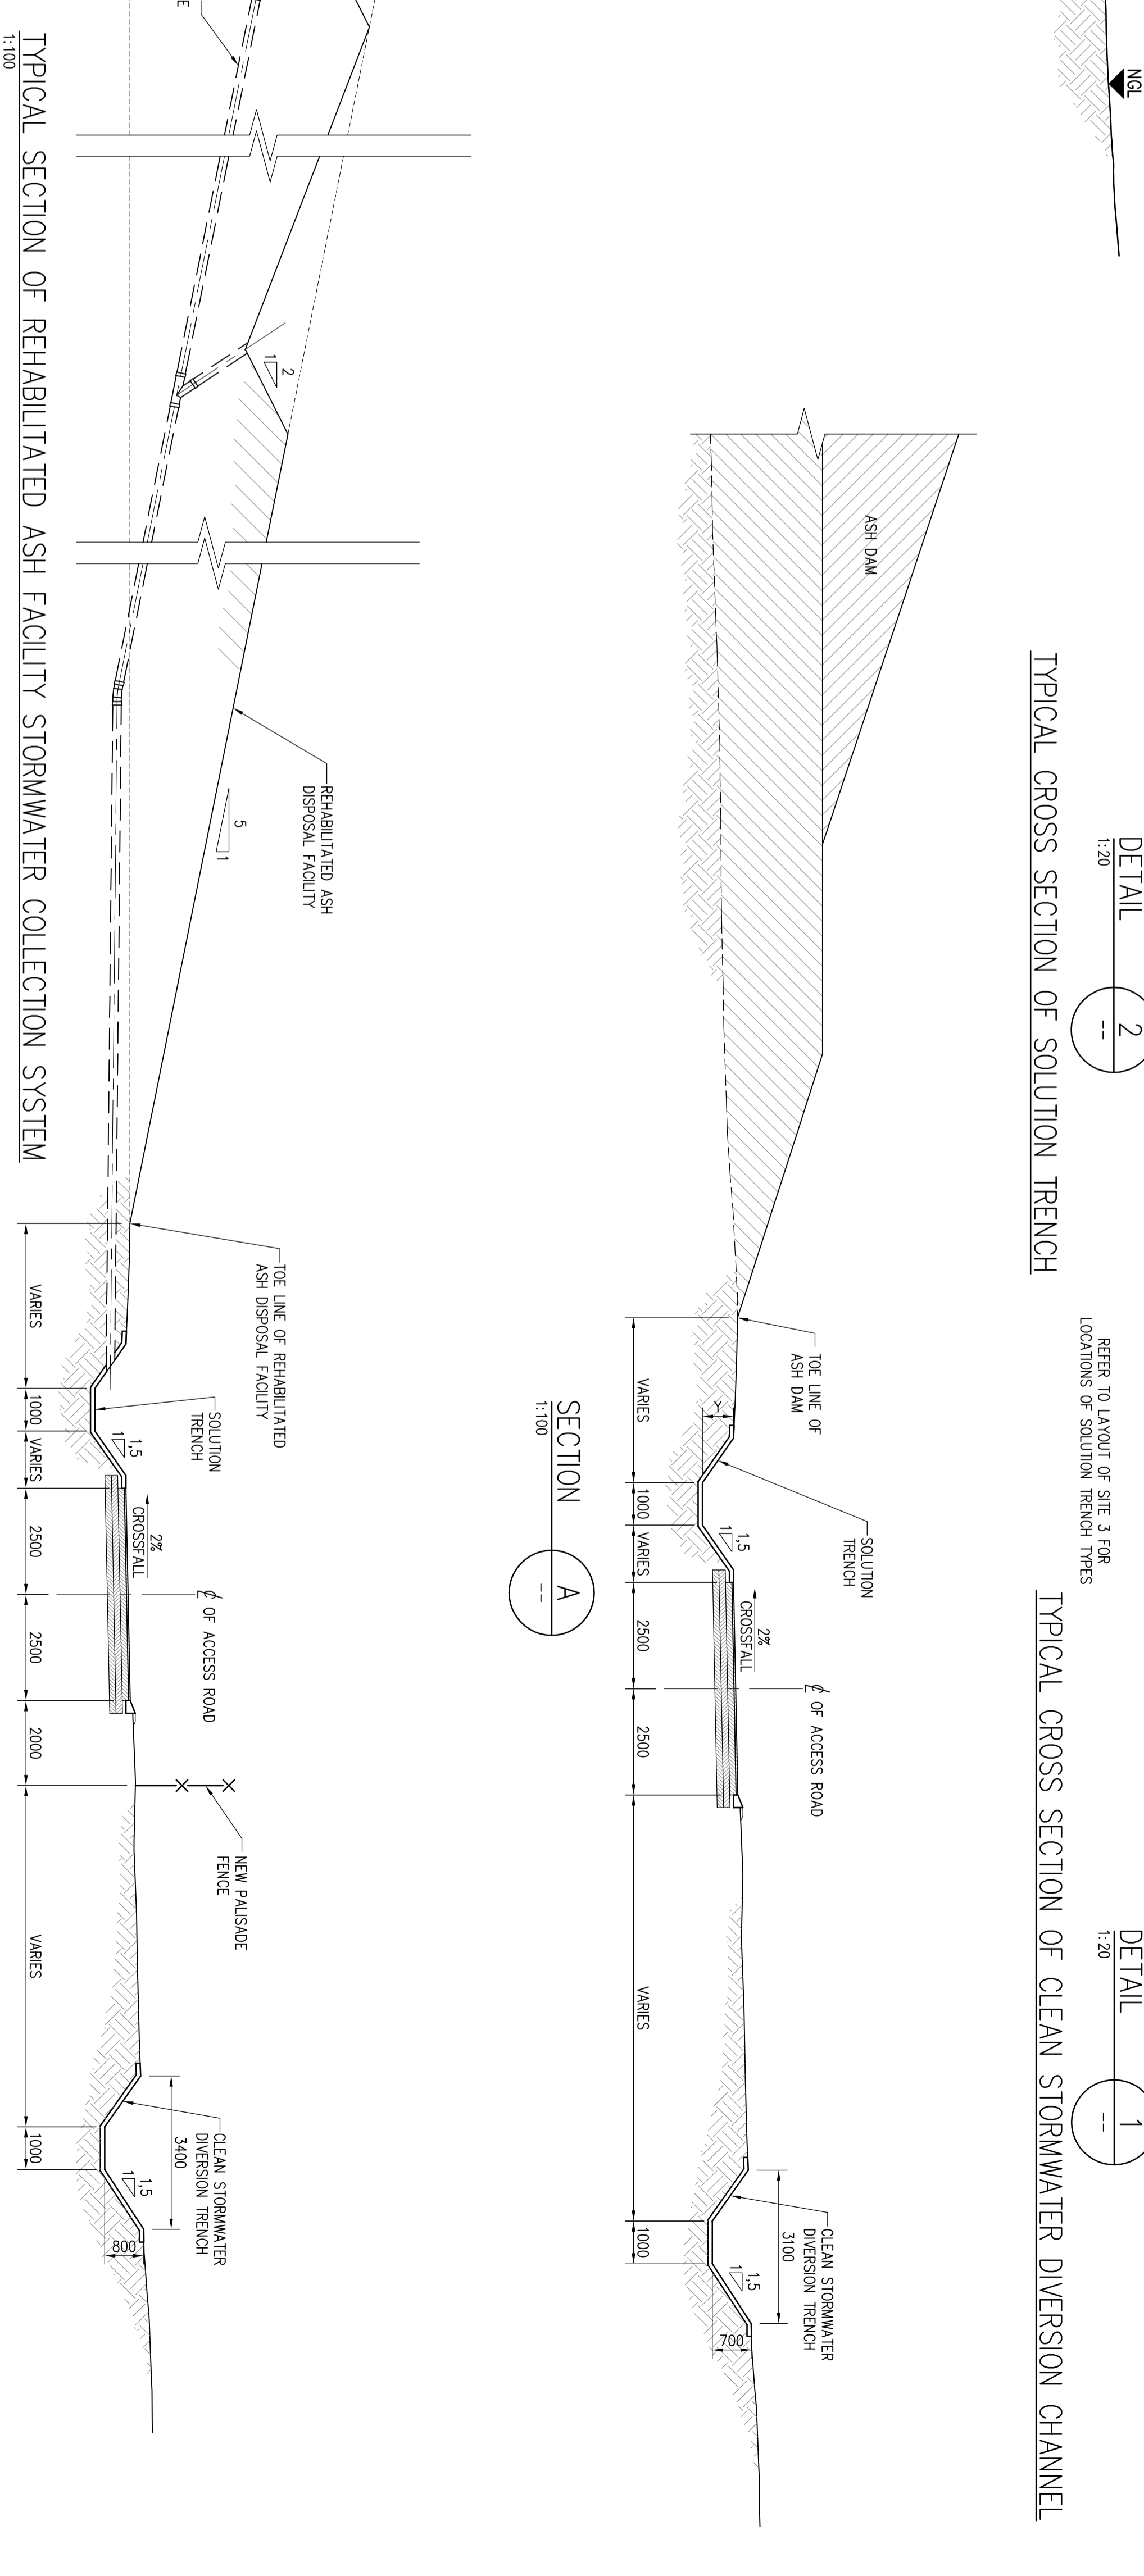 NGL
DETAIL
1:20
2
--
TYPICAL CROSS SECTION OF SOLUTION TRENCH
REFER TO LAYOUT OF SITE 3 FOR
LOCATIONS OF SOLUTION TRENCH TYPES
DETAIL
1:20
1
--
TYPICAL CROSS SECTION OF CLEAN STORMWATER DIVERSION CHANNEL
ASH DAM
TOE LINE OF
ASH DAM
Y
SOLUTION
TRENCH
1,5
1
2%
CROSSFALL
℄ OF ACCESS ROAD
CLEAN STORMWATER
DIVERSION TRENCH
3100
1,5
1
700
VARIES
1000
VARIES
2500
2500
VARIES
1000
SECTION
1:100
A
--
2
1
REHABILITATED ASH
DISPOSAL FACILITY
5
1
TOE LINE OF REHABILITATED
ASH DISPOSAL FACILITY
SOLUTION
TRENCH
1,5
1
2%
CROSSFALL
℄ OF ACCESS ROAD
NEW PALISADE
FENCE
CLEAN STORMWATER
DIVERSION TRENCH
3400
1,5
1
800
VARIES
1000
VARIES
2500
2500
2000
VARIES
1000
TYPICAL SECTION OF REHABILITATED ASH FACILITY STORMWATER COLLECTION SYSTEM
1:100